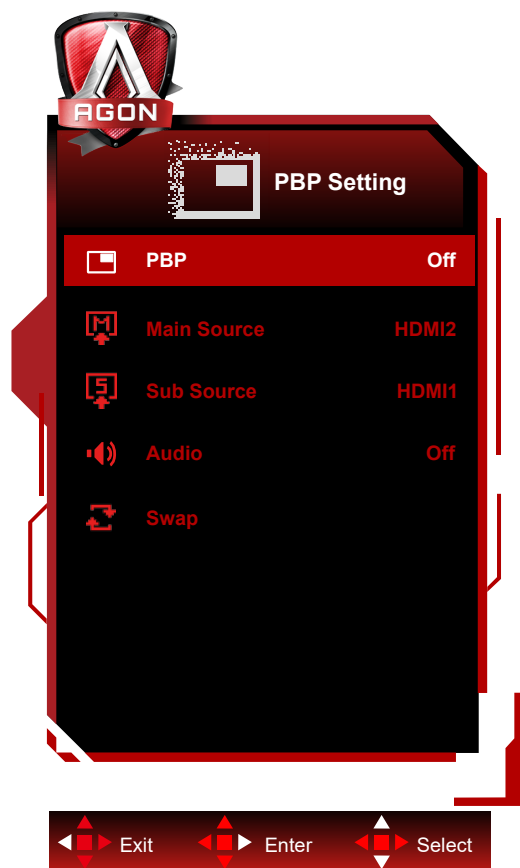 AGON
PBP Setting
PBP Off
M Main Source HDMI2
S Sub Source HDMI1
Audio Off
Swap
Exit Enter Select